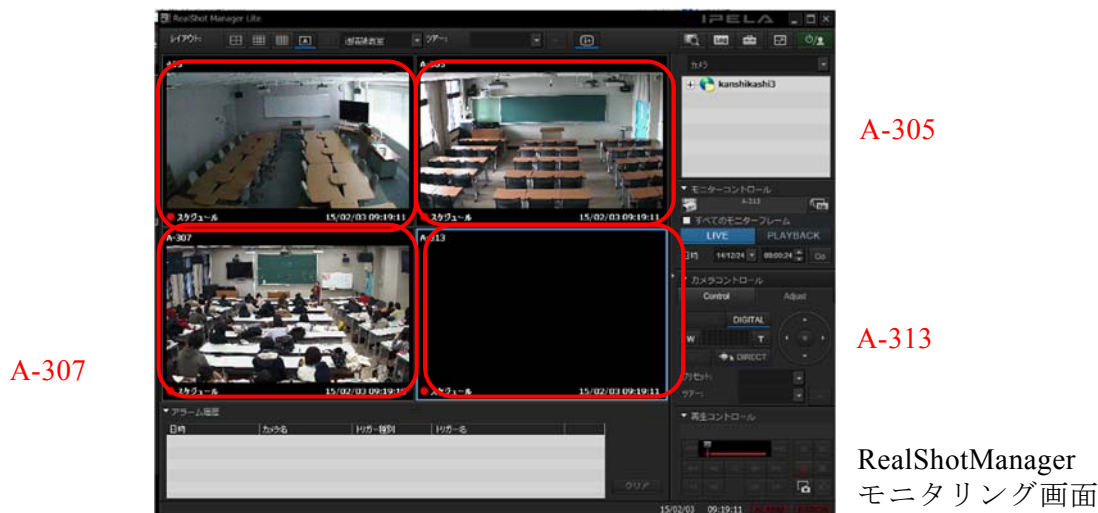 RealShot Manager Lite
IPELA
レイアウト:
ツアー:
Log
A-305
スケジュール
15/02/03 09:19:11
スケジュール
15/02/03 09:19:11
A-307
スケジュール
15/02/03 09:19:10
A-313
スケジュール
15/02/03 09:19:11
カメラ
kanshikashi3
モニターコントロール
A-313
すべてのモニターフレーム
LIVE
PLAYBACK
日時
14/12/24
Go
カメラコントロール
Control
Adjust
DIGITAL
W
T
DIRECT
プリセット:
ツアー:
再生コントロール
アラーム履歴
日時
カメラ名
トリガー種別
トリガー名
クリア
15/02/03 09:19:11
A-305
A-307
A-313
RealShotManager
モニタリング画面